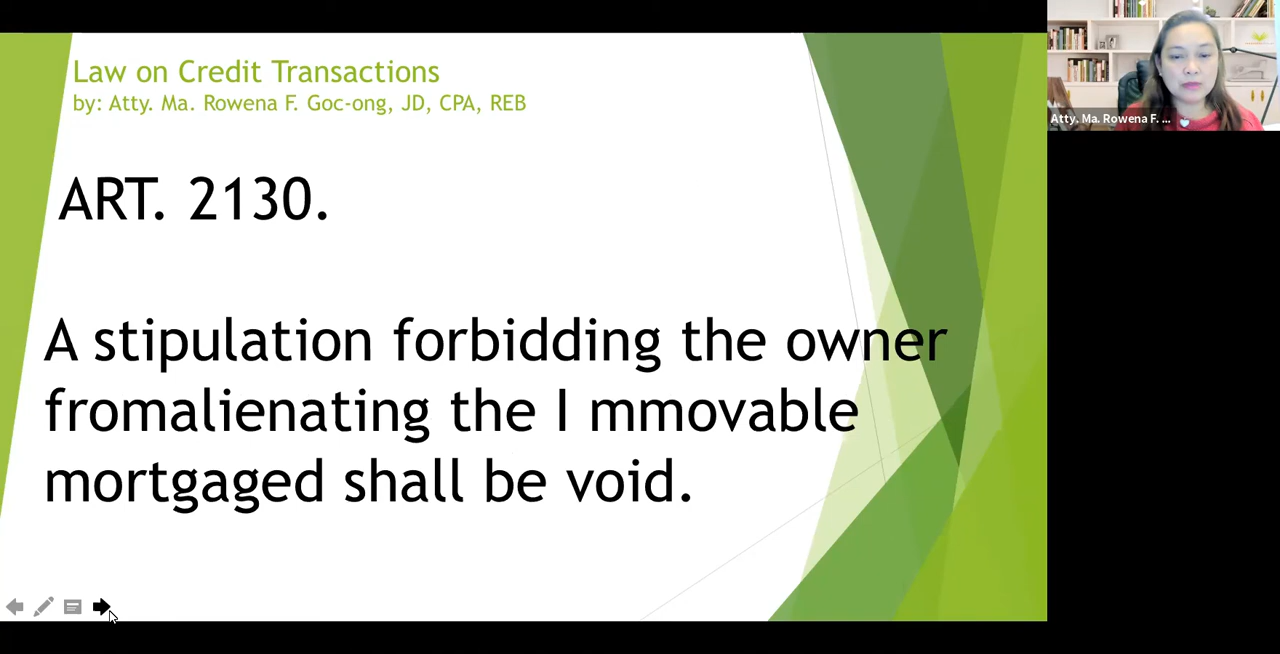 Law on Credit Transactions
by: Atty. Ma. Rowena F. Goc-ong, JD, CPA, REB
Atty. Ma. Rowena F. ...
ART. 2130.
A stipulation forbidding the owner
fromalienating the I mmovable
mortgaged shall be void.